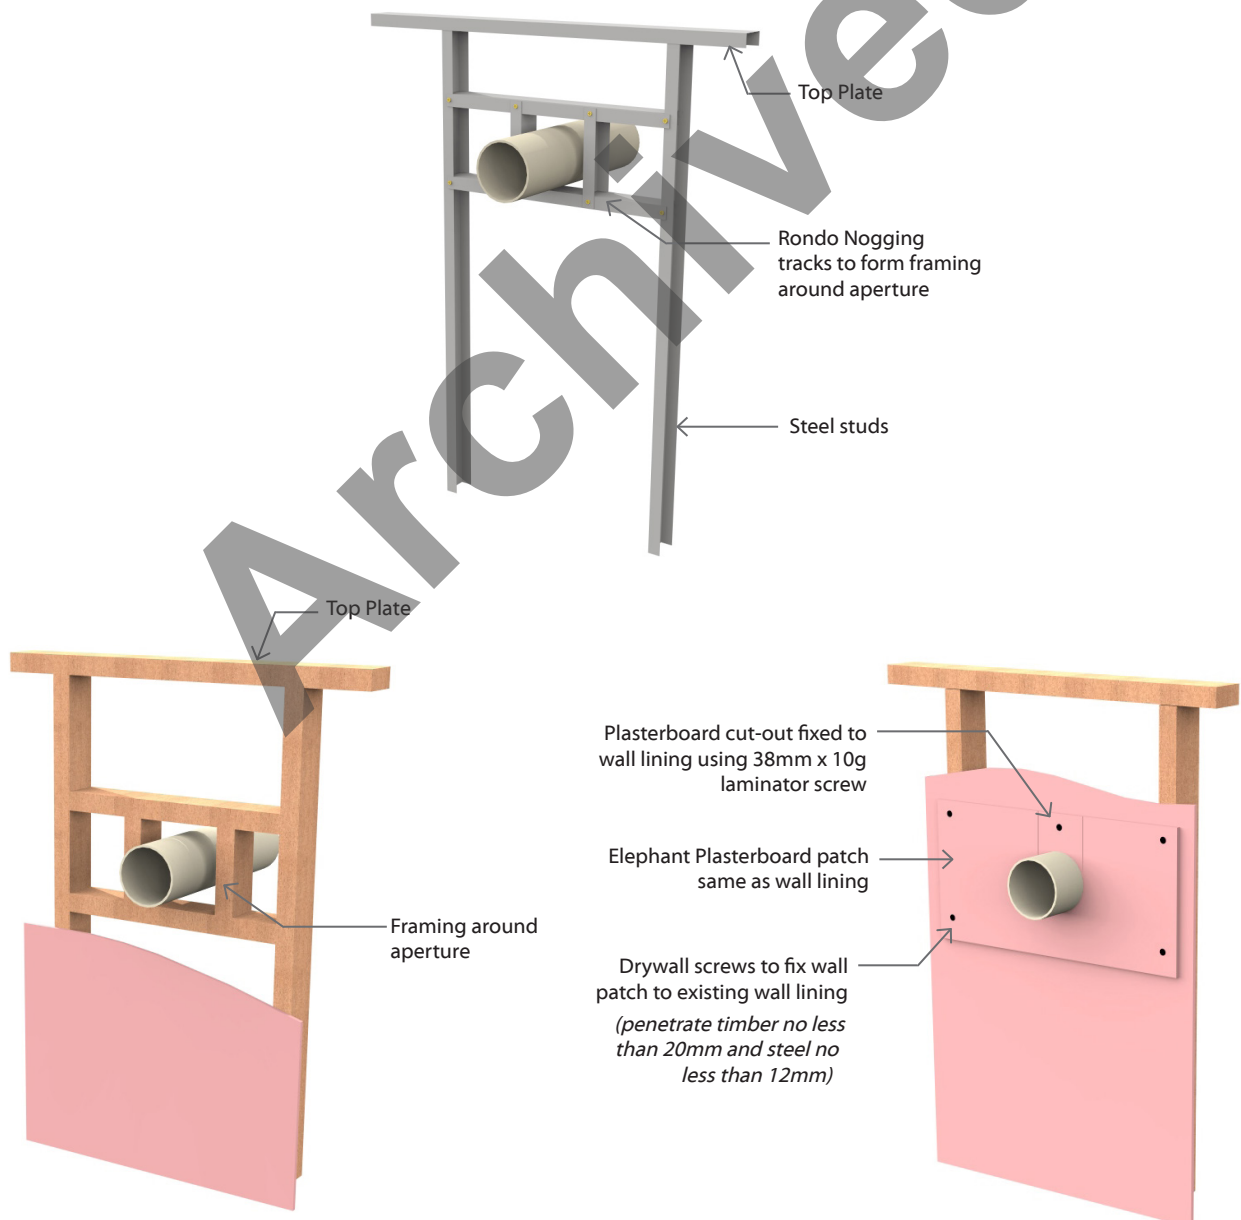 Archived
Top Plate
Rondo Nogging
tracks to form framing
around aperture
Steel studs
Top Plate
Framing around
aperture
Plasterboard cut-out fixed to
wall lining using 38mm x 10g
laminator screw
Elephant Plasterboard patch
same as wall lining
Drywall screws to fix wall
patch to existing wall lining
(penetrate timber no less
than 20mm and steel no
less than 12mm)